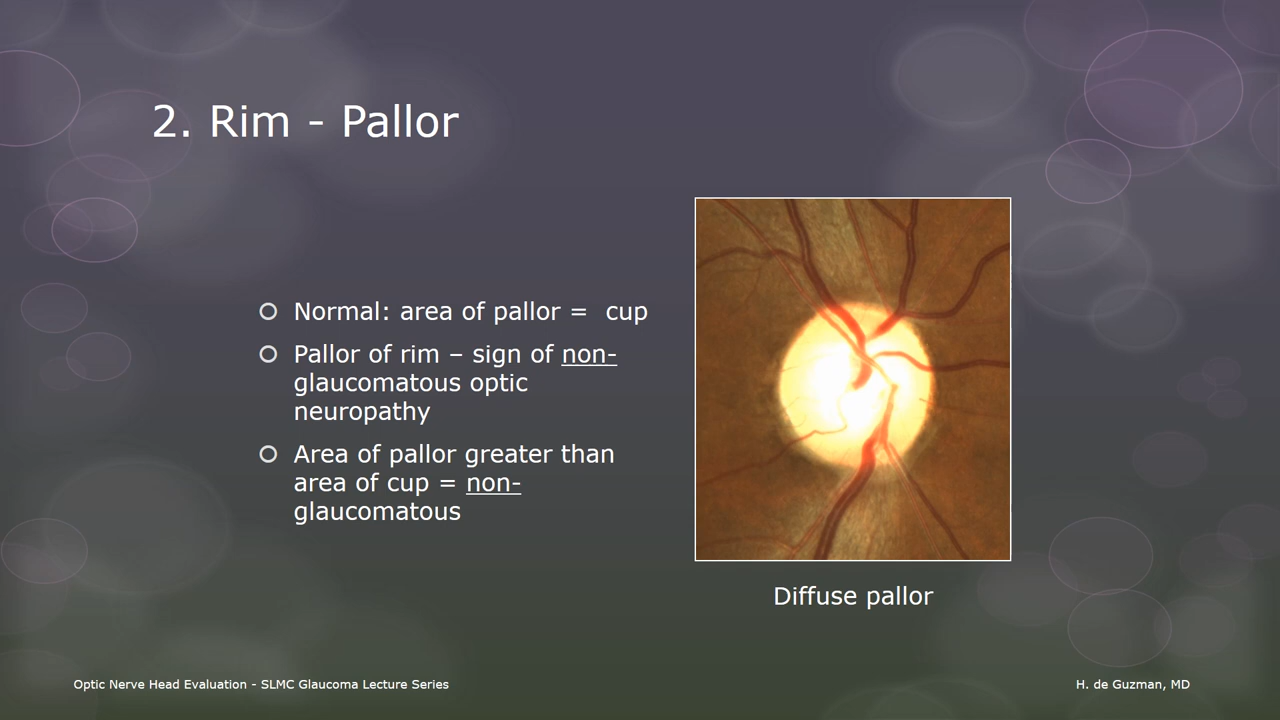 2. Rim - Pallor
Normal: area of pallor =  cup
Pallor of rim – sign of non-
glaucomatous optic
neuropathy
Area of pallor greater than
area of cup = non-
glaucomatous
Diffuse pallor
Optic Nerve Head Evaluation - SLMC Glaucoma Lecture Series
H. de Guzman, MD